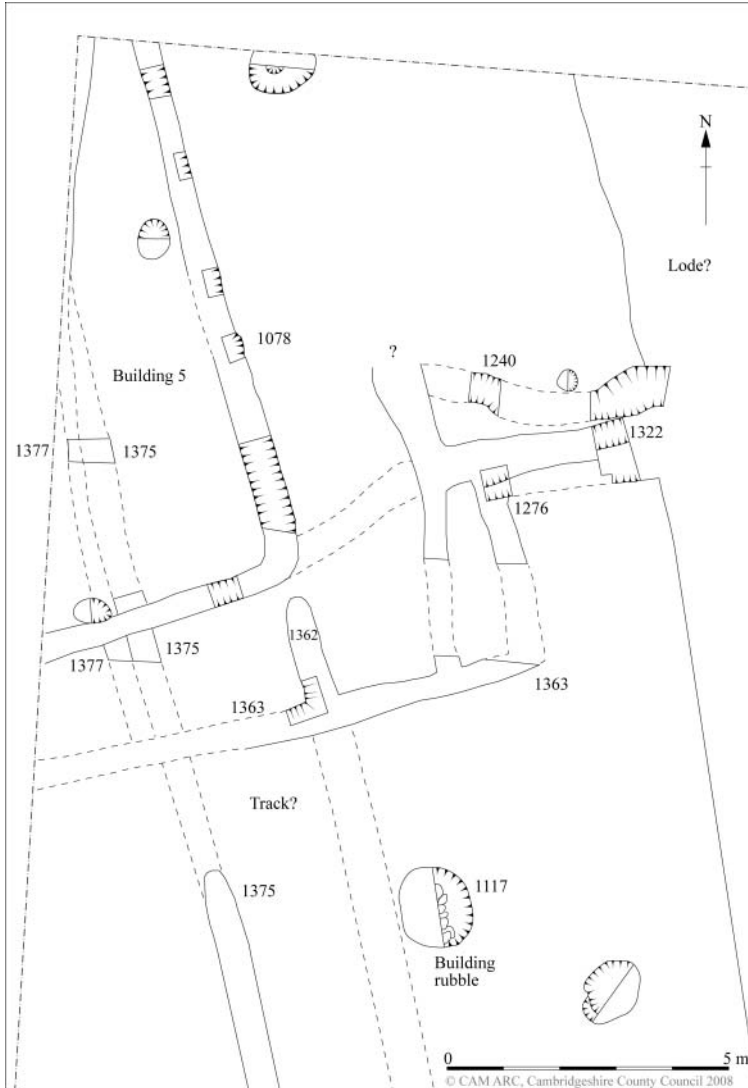 N
Lode?
1078
?
1240
Building 5
1322
1377
1375
1276
1362
1377
1375
1363
1363
Track?
1375
1117
Building
rubble
0
5 m
© CAM ARC, Cambridgeshire County Council 2008